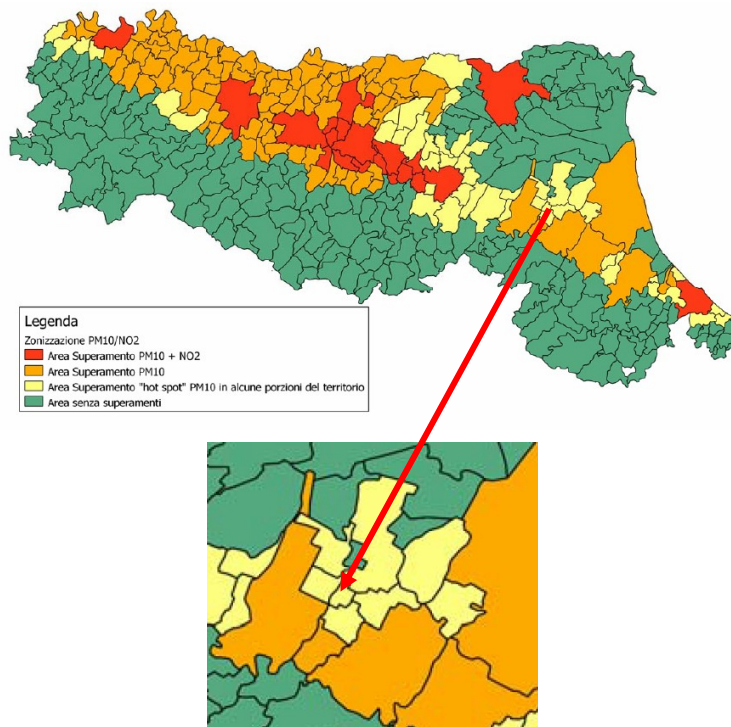 Legenda
Zonizzazione PM10/NO2
Area Superamento PM10 + NO2
Area Superamento PM10
Area Superamento "hot spot" PM10 in alcune porzioni del territorio
Area senza superamenti